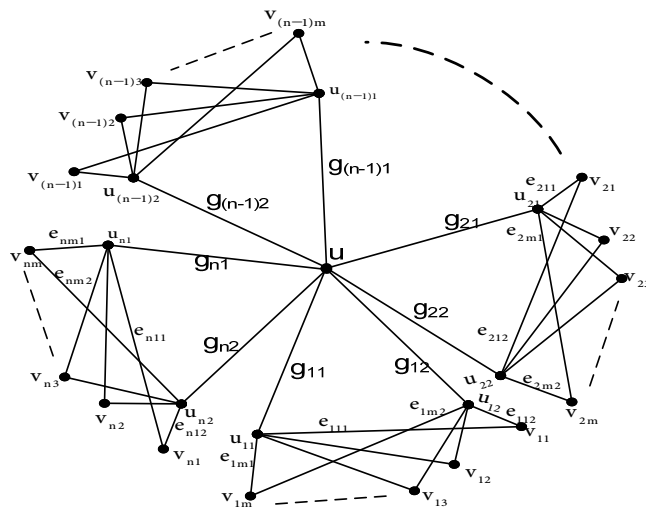 v(n−1)m
v(n−1)3
u(n−1)1
v(n−1)2
v(n−1)1
u(n−1)2
g(n-1)1
g(n-1)2
e211
v21
u21
e2m1
v22
g21
v23
enm1
un1
vnm
enm2
gn1
u
g22
en11
gn2
e212
g11
g12
u22
e2m2
v2m
vn3
vn2
un2
en12
vn1
e1m2
u12
e112
v11
e111
u11
e1m1
v12
v1m
v13